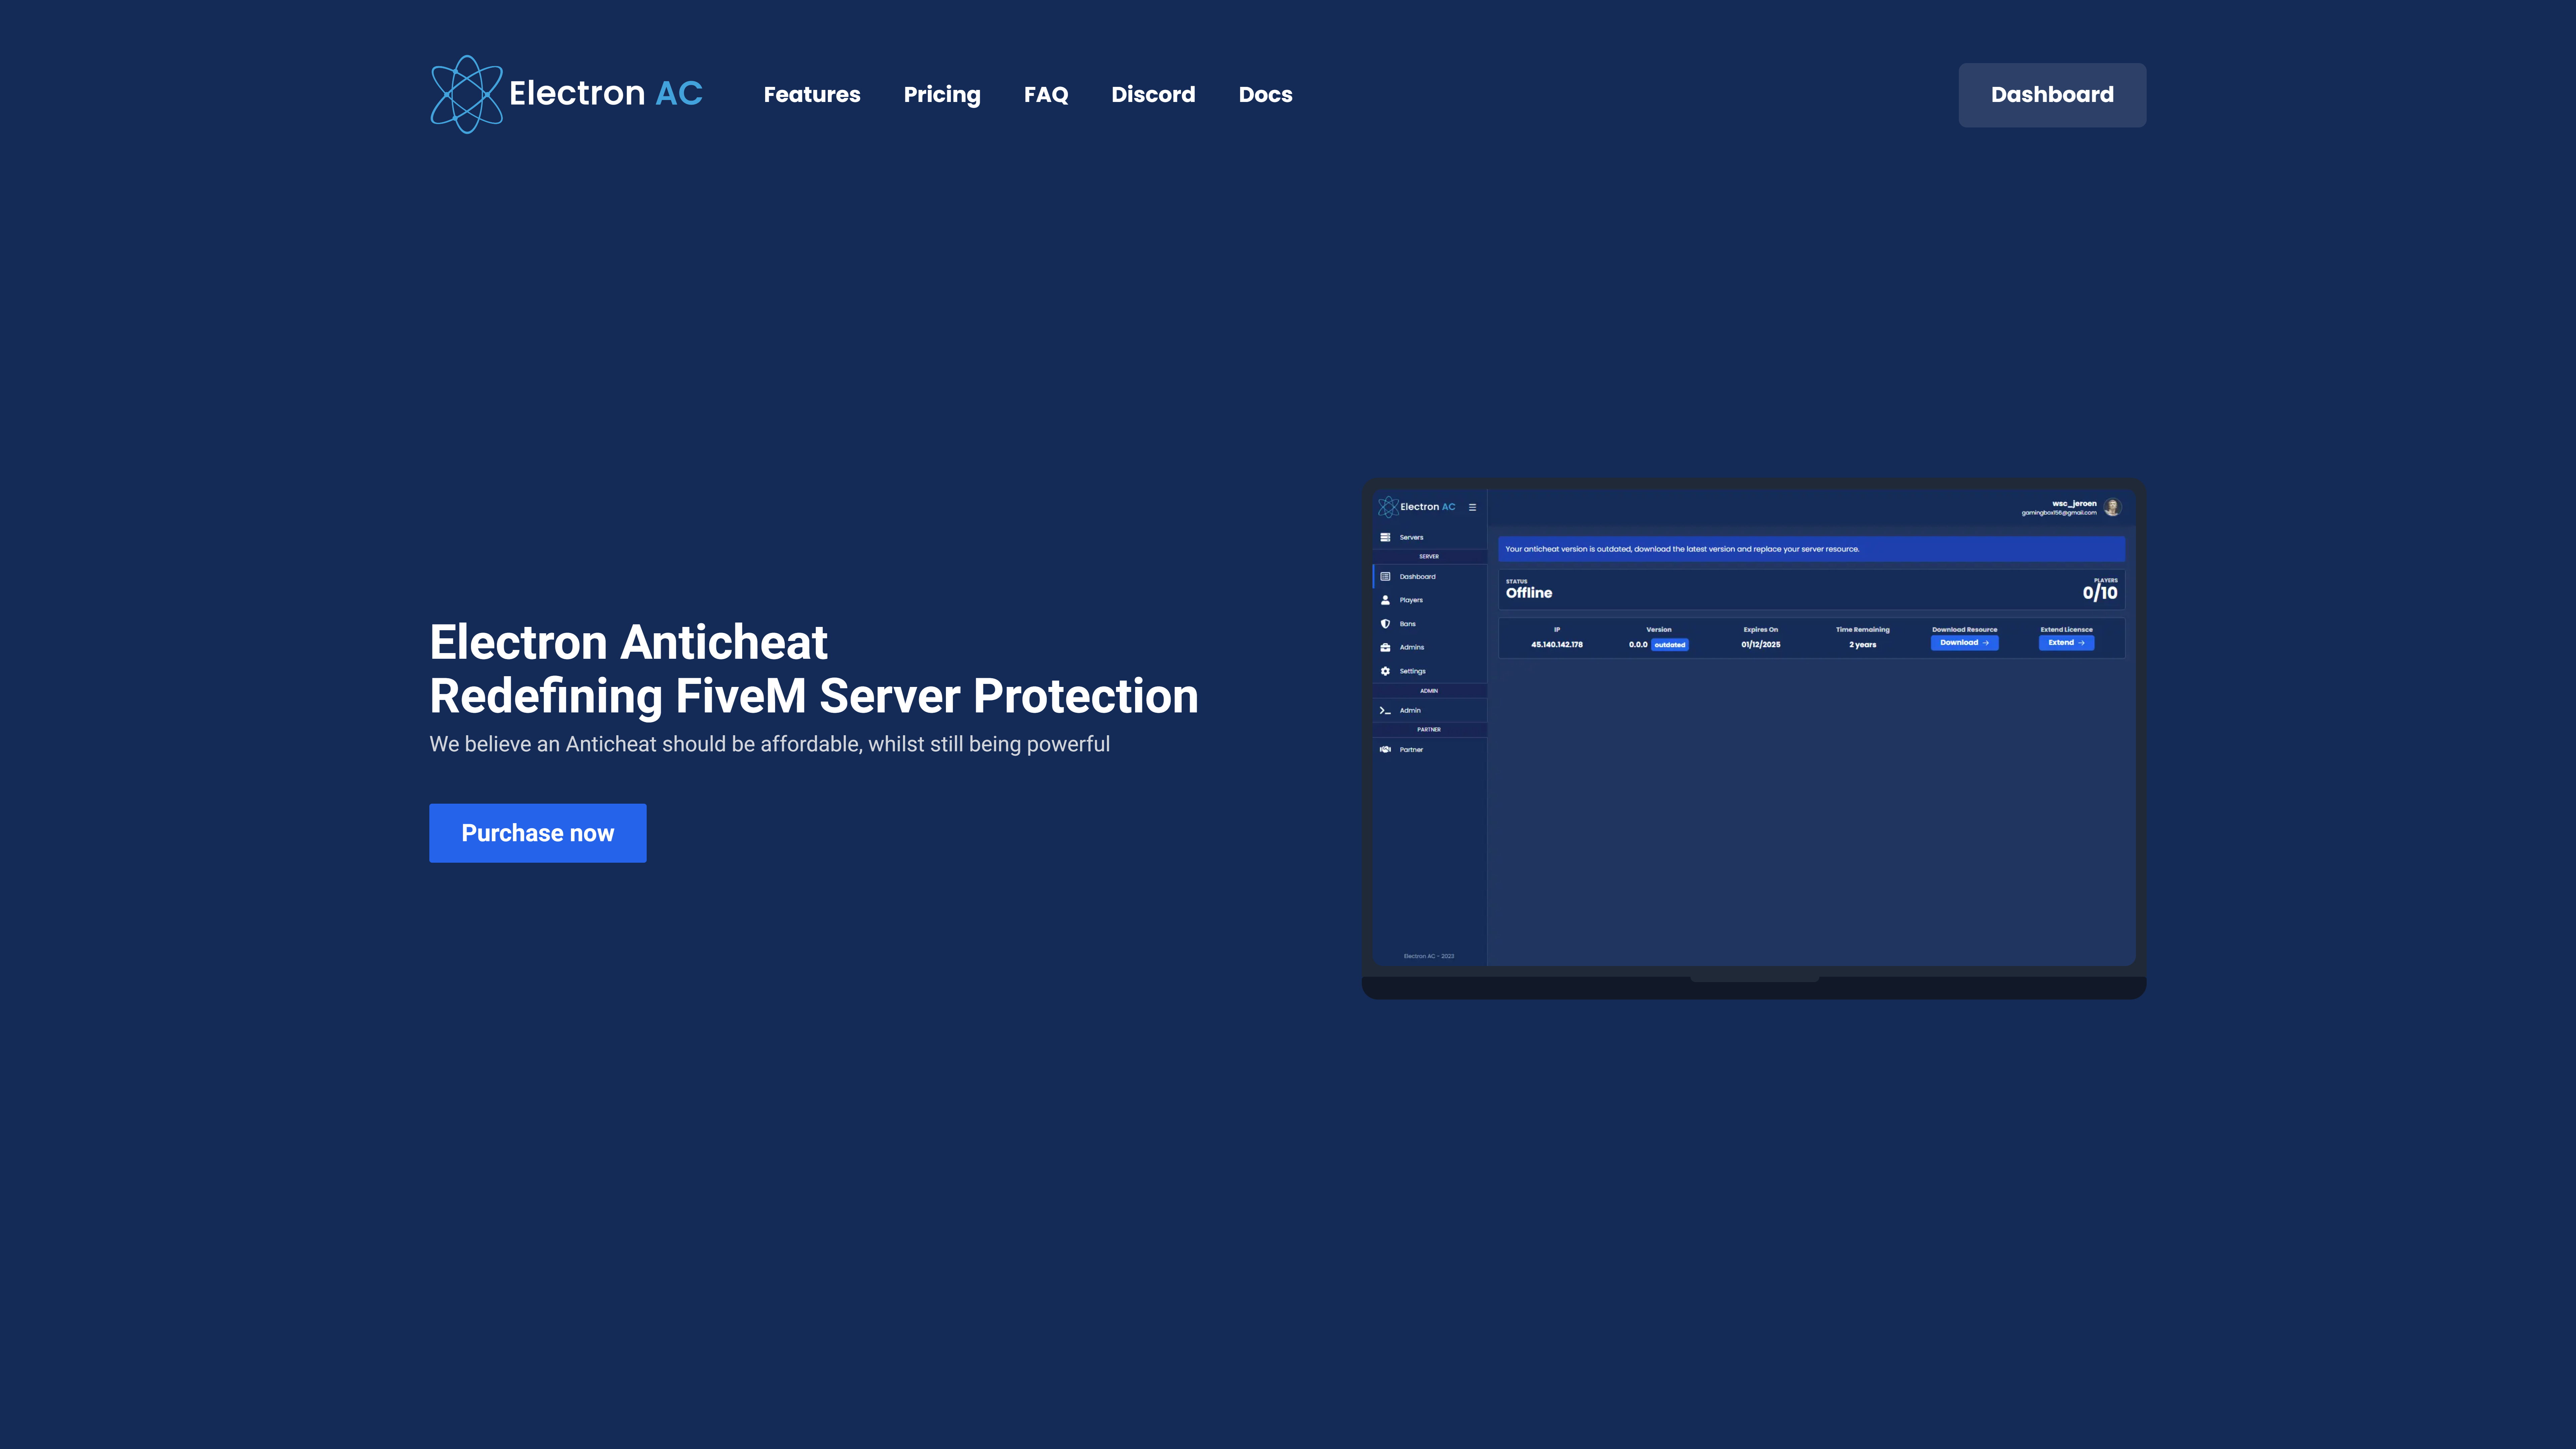 Electron AC
Features
Pricing
FAQ
Discord
Docs
Dashboard
Electron Anticheat
Redefining FiveM Server Protection
We believe an Anticheat should be affordable, whilst still being powerful
Purchase now
Electron AC
wsc_jeroen
gamingbox156@gmail.com
Servers
SERVER
Dashboard
Players
Bans
Admins
Settings
ADMIN
Admin
PARTNER
Partner
Electron AC - 2023
Your anticheat version is outdated, download the latest version and replace your server resource.
STATUS
Offline
PLAYERS
0/10
IP
45.140.142.178
Version
0.0.0 outdated
Expires On
01/12/2025
Time Remaining
2 years
Download Resource
Download →
Extend Licensce
Extend →